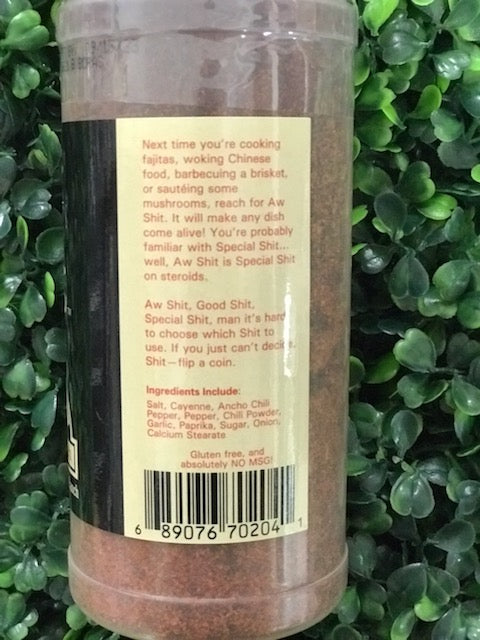 Next time you're cooking
fajitas, woking Chinese
food, barbecuing a brisket,
or sautéing some
mushrooms, reach for Aw
Shit. It will make any dish
come alive! You're probably
familiar with Special Shit...
well, Aw Shit is Special Shit
on steroids.
Aw Shit, Good Shit,
Special Shit, man it's hard
to choose which Shit to
use. If you just can't decide,
Shit—flip a coin.
Ingredients Include:
Salt, Cayenne, Ancho Chili
Pepper, Pepper, Chili Powder,
Garlic, Paprika, Sugar, Onion,
Calcium Stearate
Gluten free, and
absolutely NO MSG!
6 89076 70204 1